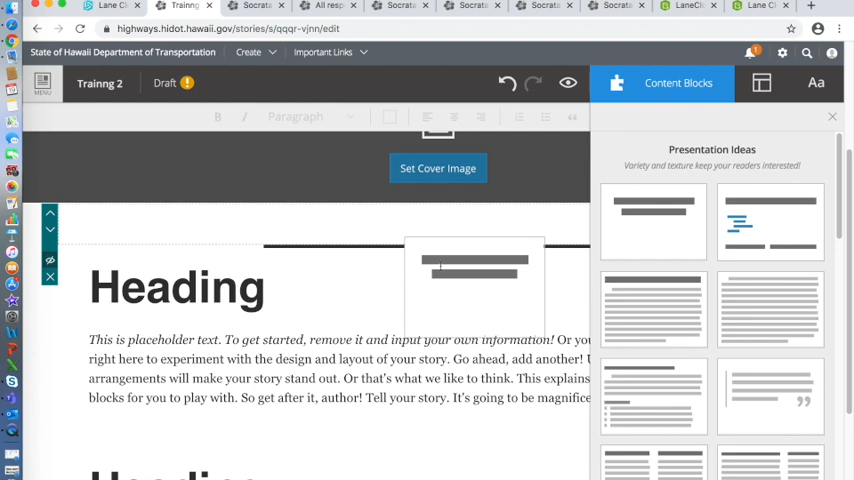 Lane Cl
Trainng
Socrata
All resp
Socrata
Socrata
Socrata
Socrata
LaneClo
Lane Cl
highways.hidot.hawaii.gov/stories/s/qqqr-vjnn/edit
State of Hawaii Department of Transportation Create Important Links 1
MENU Trainng 2 Draft Content Blocks Aa
B I Paragraph
Presentation Ideas
Variety and texture keep your readers interested!
Set Cover Image
Heading
This is placeholder text. To get started, remove it and input your own information! Or you
right here to experiment with the design and layout of your story. Go ahead, add another! U
arrangements will make your story stand out. Or that's what we like to think. This explains
blocks for you to play with. So get after it, author! Tell your story. It's going to be magnific
Heading